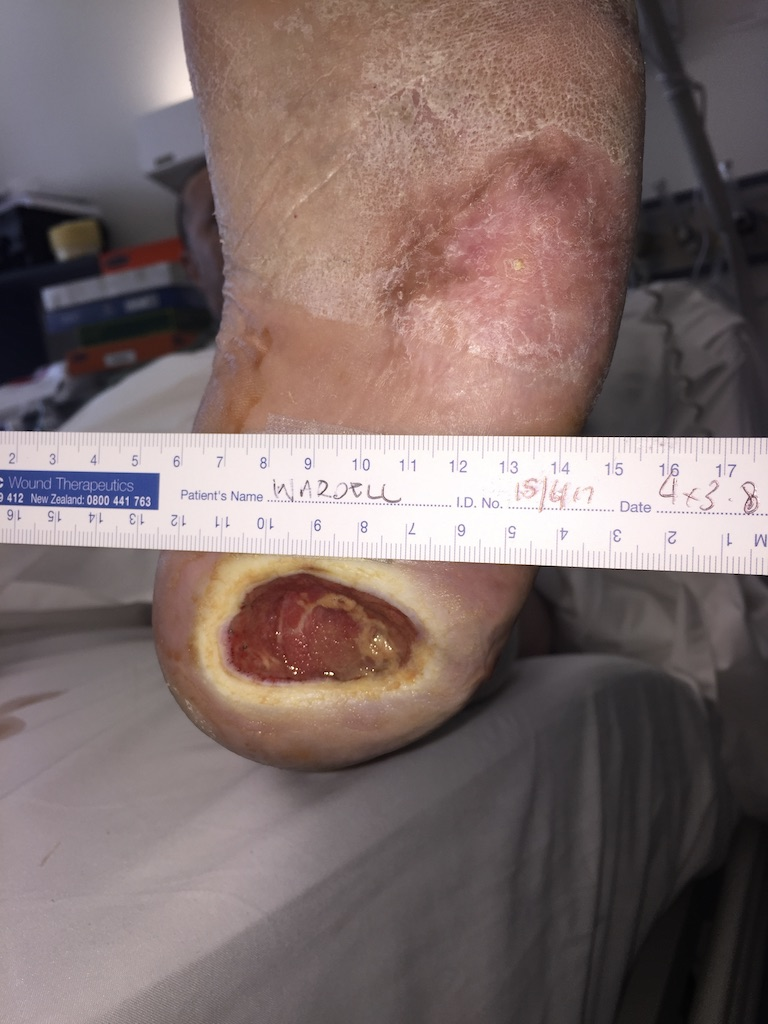 2 3 4 5 6 7 8 9 10 11 12 13 14 15 16 17
C Wound Therapeutics
9 412 New Zealand: 0800 441 763
Patient's Name WARDELL I.D. No. 15/4/17 Date 4x3.8
16 15 14 13 12 11 10 9 8 7 6 5 4 3 2 1 M